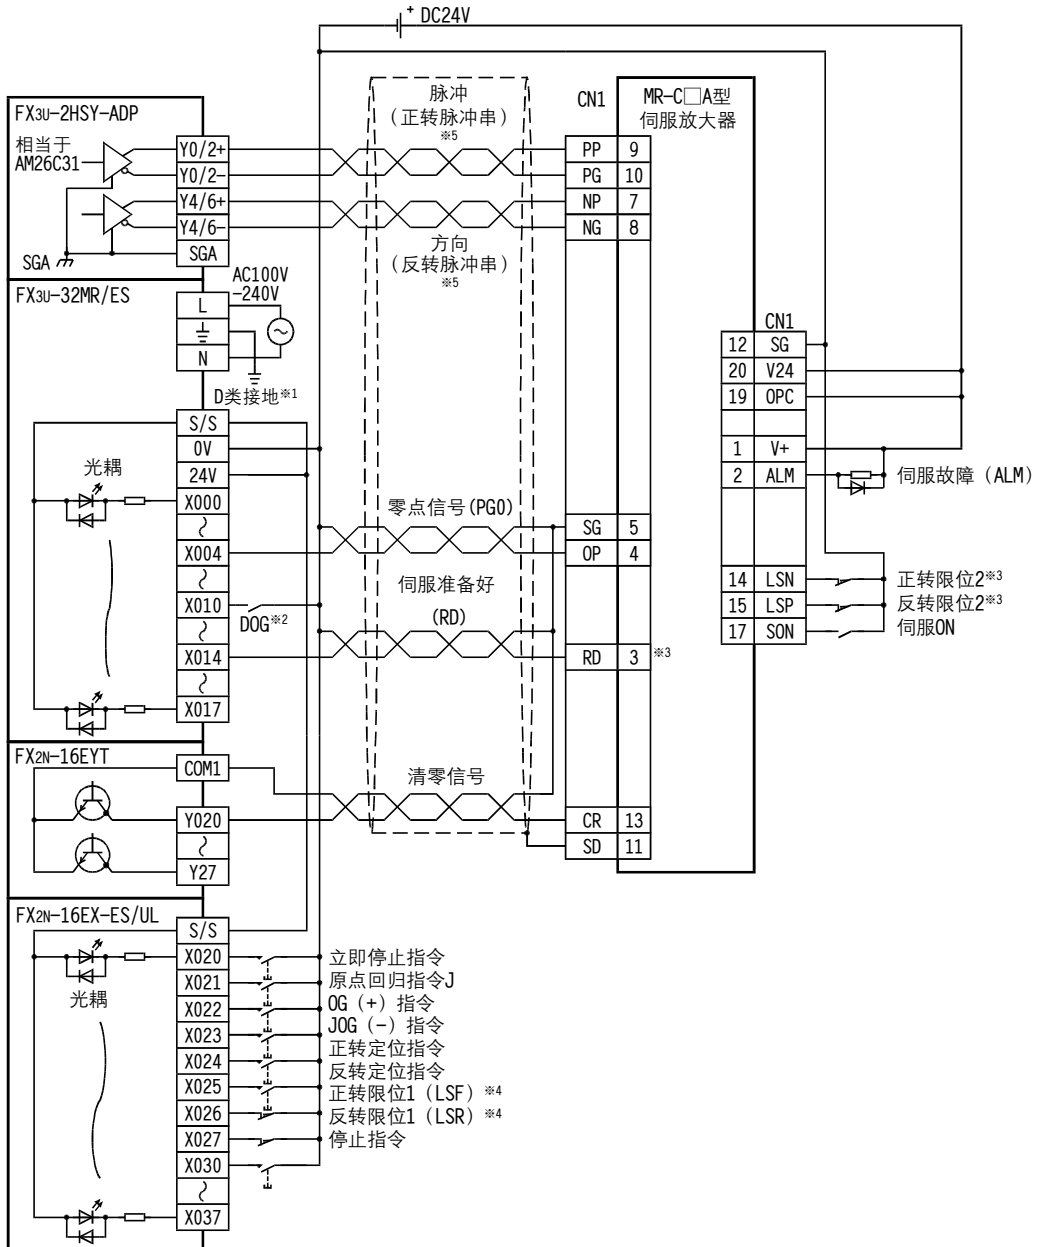 + DC24V
FX3U-2HSY-ADP
相当于
AM26C31
Y0/2+
Y0/2-
Y4/6+
Y4/6-
SGA
SGA
脉冲
（正转脉冲串）
※5
方向
（反转脉冲串）
※5
CN1
MR-C□A型
伺服放大器
PP 9
PG 10
NP 7
NG 8
FX3U-32MR/ES
AC100V
-240V
L
N
D类接地※1
S/S
0V
24V
X000
X004
X010
X014
X017
光耦
DOG※2
零点信号(PG0)
伺服准备好
(RD)
SG 5
OP 4
RD 3 ※3
CN1
12 SG
20 V24
19 OPC
1 V+
2 ALM
伺服故障（ALM）
14 LSN
正转限位2※3
15 LSP
反转限位2※3
17 SON
伺服ON
FX2N-16EYT
COM1
Y020
Y27
清零信号
CR 13
SD 11
FX2N-16EX-ES/UL
光耦
S/S
X020
X021
X022
X023
X024
X025
X026
X027
X030
X037
立即停止指令
原点回归指令J
OG（+）指令
JOG（-）指令
正转定位指令
反转定位指令
正转限位1（LSF）※4
反转限位1（LSR）※4
停止指令